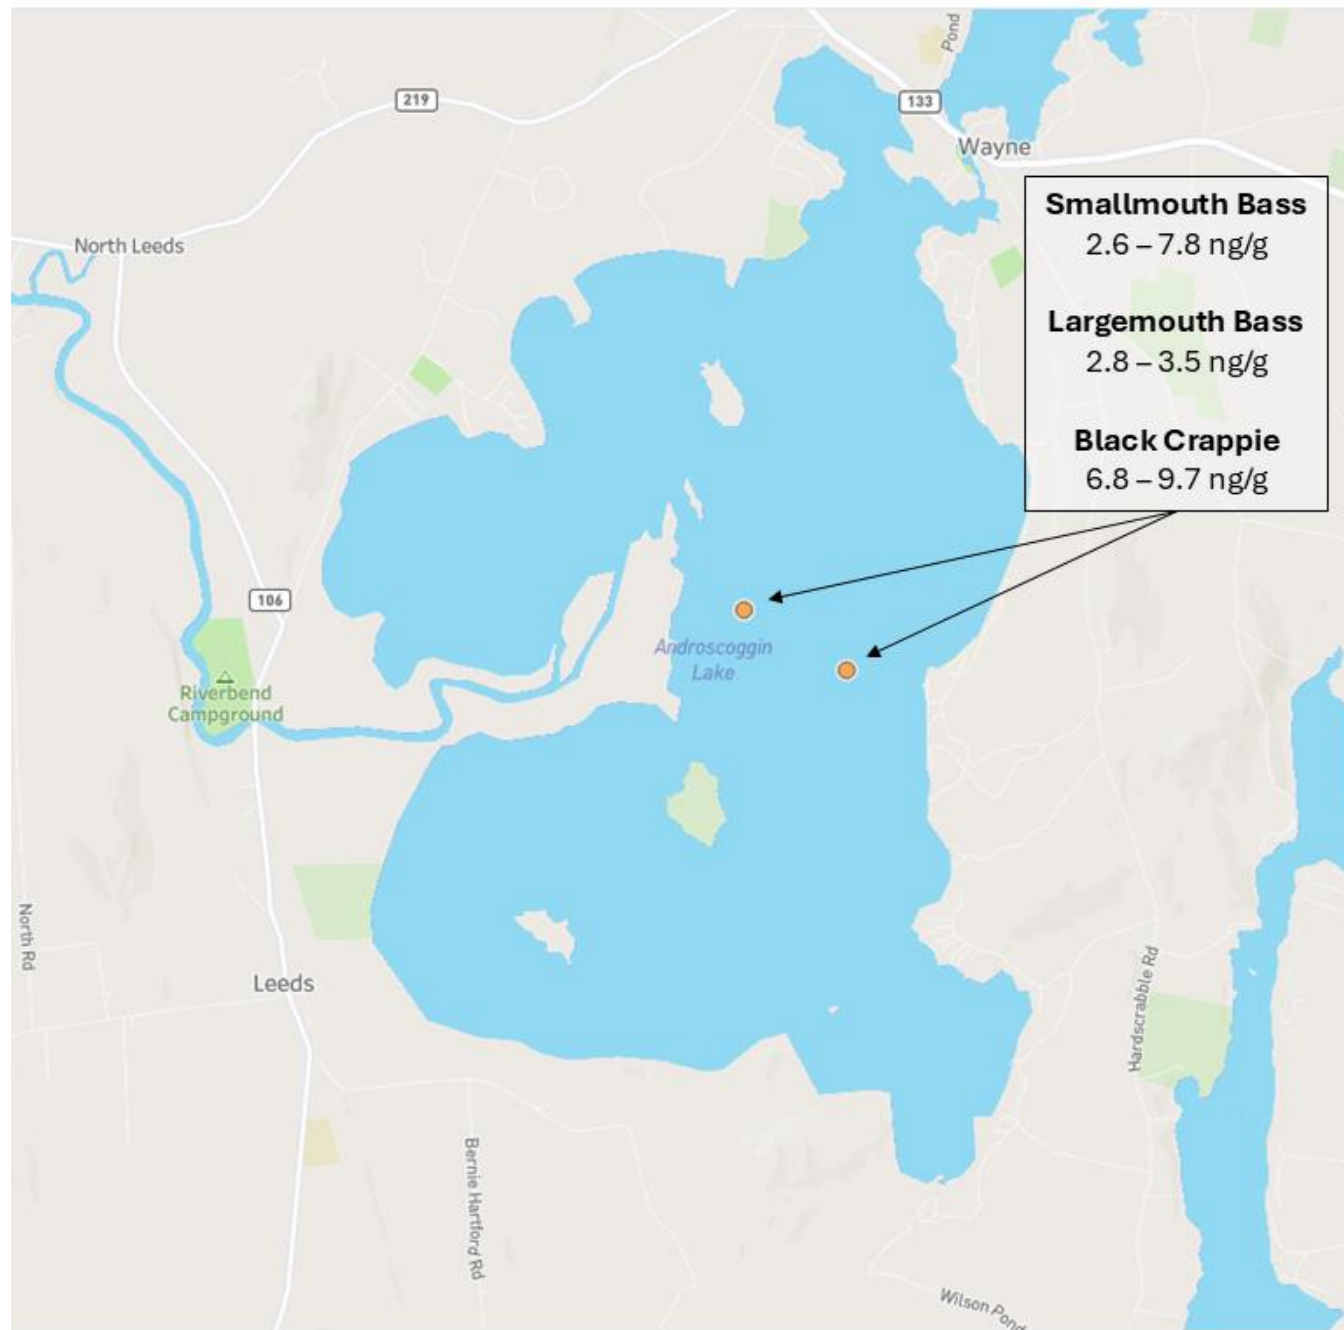 Pond
219
133
Wayne
Smallmouth Bass
2.6 – 7.8 ng/g
Largemouth Bass
2.8 – 3.5 ng/g
Black Crappie
6.8 – 9.7 ng/g
North Leeds
106
Androscoggin
Lake
Riverbend
Campground
North Rd
Leeds
Hardscrabble Rd
Bernie Hartford Rd
Wilson Pond